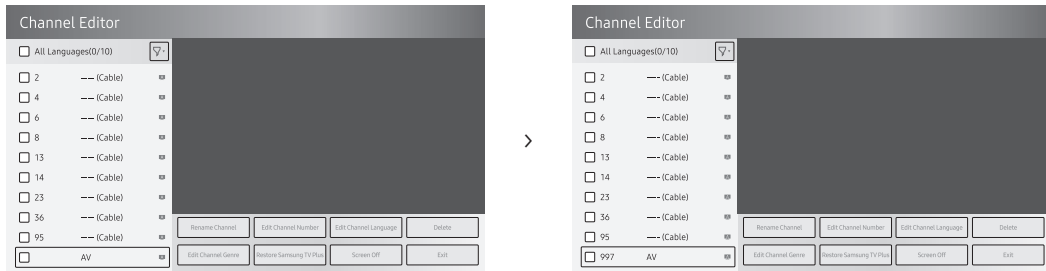 Channel Editor
All Languages(0/10)
2 –– (Cable)
4 –– (Cable)
6 –– (Cable)
8 –– (Cable)
13 –– (Cable)
14 –– (Cable)
23 –– (Cable)
36 –– (Cable)
95 –– (Cable)
AV
Rename Channel Edit Channel Number Edit Channel Language Delete
Edit Channel Genre Restore Samsung TV Plus Screen Off Exit
>
Channel Editor
All Languages(0/10)
2 –- (Cable)
4 –- (Cable)
6 –- (Cable)
8 –- (Cable)
13 –- (Cable)
14 –- (Cable)
23 –- (Cable)
36 –- (Cable)
95 –- (Cable)
997 AV
Rename Channel Edit Channel Number Edit Channel Language Delete
Edit Channel Genre Restore Samsung TV Plus Screen Off Exit